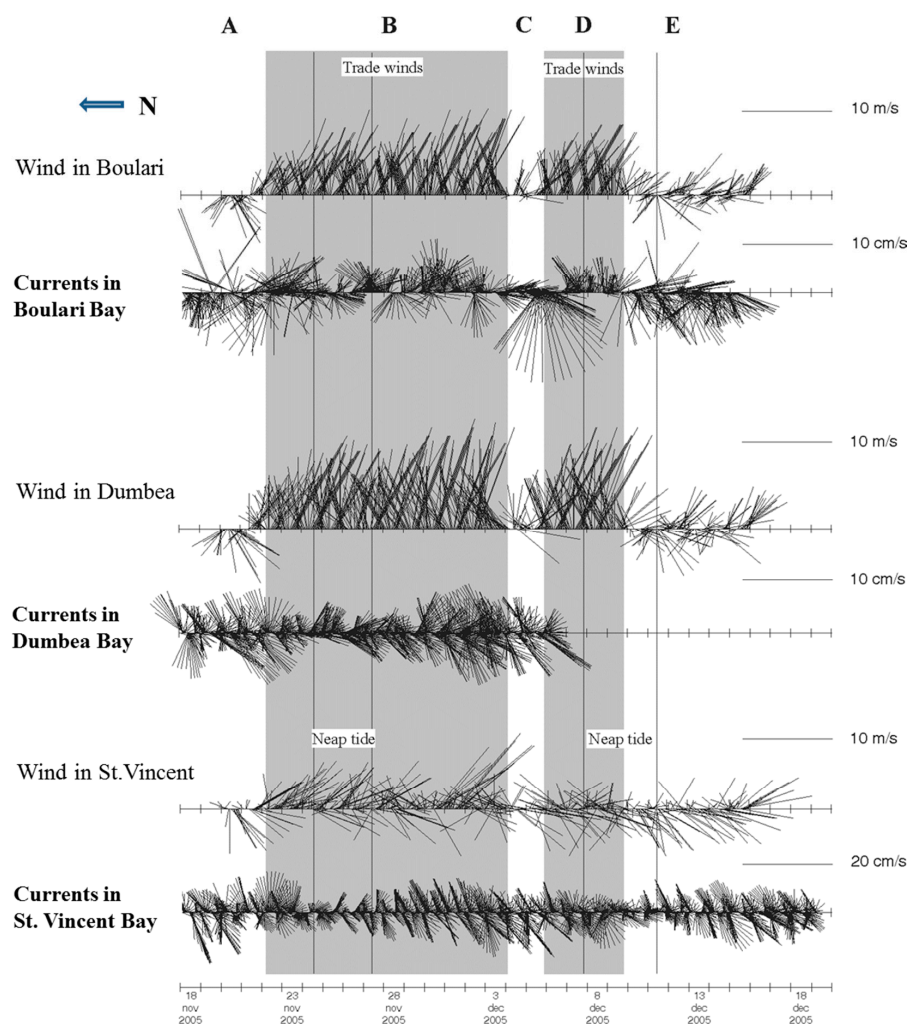 A B C D E
Trade winds Trade winds
N
10 m/s
Wind in Boulari
10 cm/s
Currents in
Boulari Bay
10 m/s
Wind in Dumbea
10 cm/s
Currents in
Dumbea Bay
Neap tide Neap tide
10 m/s
Wind in St.Vincent
20 cm/s
Currents in
St. Vincent Bay
18 23 28 3 8 13 18
nov nov nov dec dec dec dec
2005 2005 2005 2005 2005 2005 2005